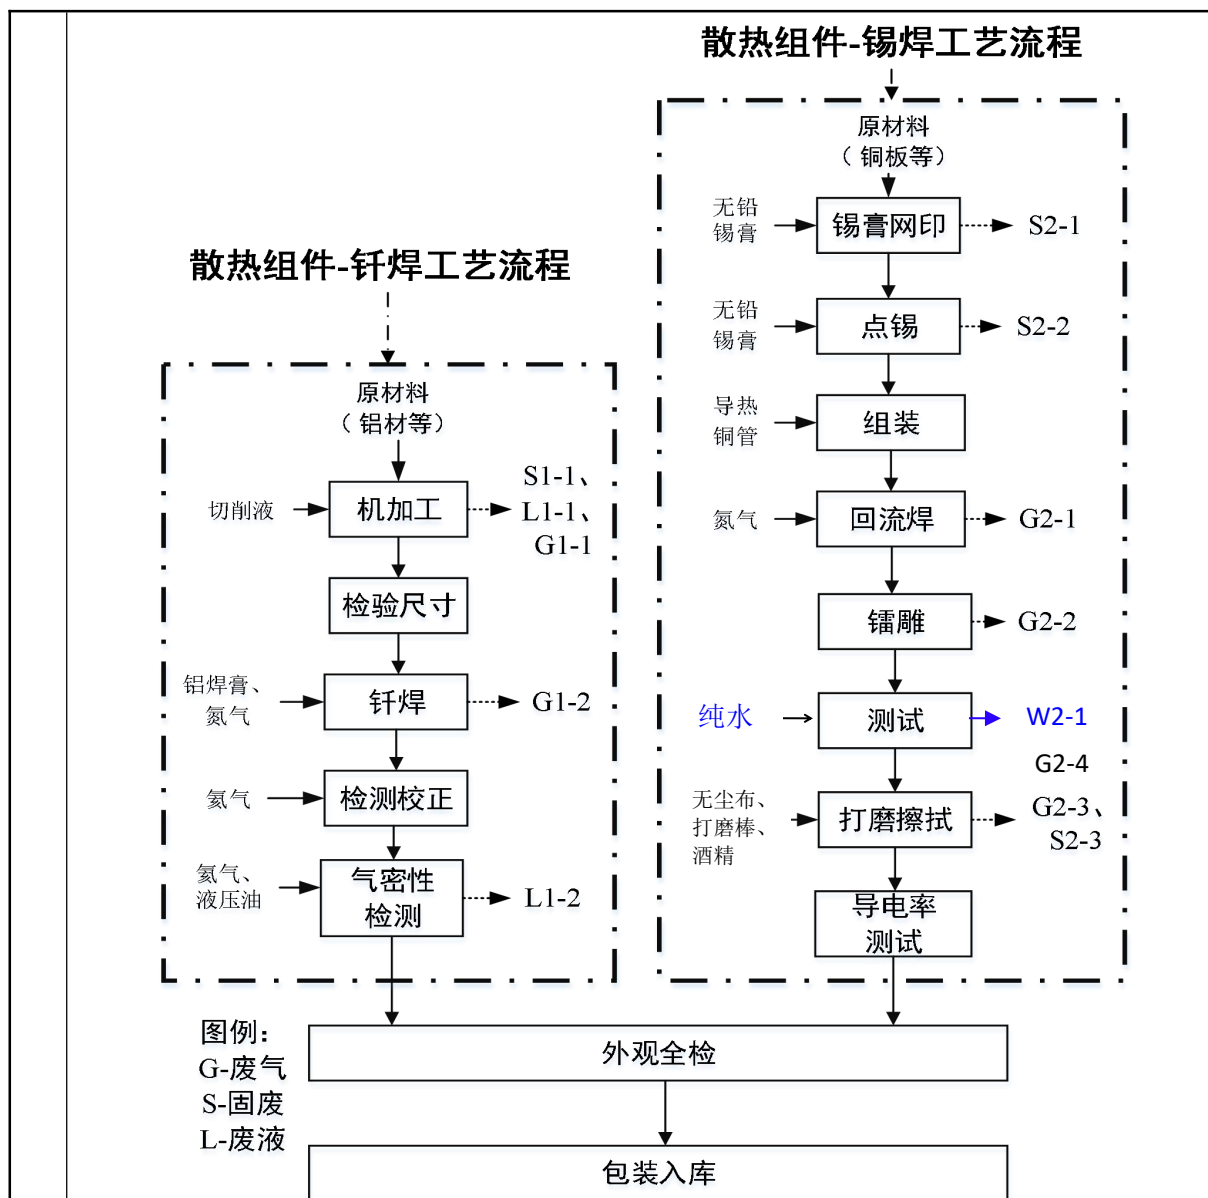 散热组件-锡焊工艺流程
原材料
（铜板等）
无铅
锡膏
锡膏网印
S2-1
无铅
锡膏
点锡
S2-2
导热
铜管
组装
氮气
回流焊
G2-1
镭雕
G2-2
纯水
测试
W2-1
G2-4
无尘布、
打磨棒、
酒精
打磨擦拭
G2-3、
S2-3
导电率
测试
散热组件-钎焊工艺流程
原材料
（铝材等）
切削液
机加工
S1-1、
L1-1、
G1-1
检验尺寸
铝焊膏、
氮气
钎焊
G1-2
氦气
检测校正
氦气、
液压油
气密性
检测
L1-2
图例：
G-废气
S-固废
L-废液
外观全检
包装入库